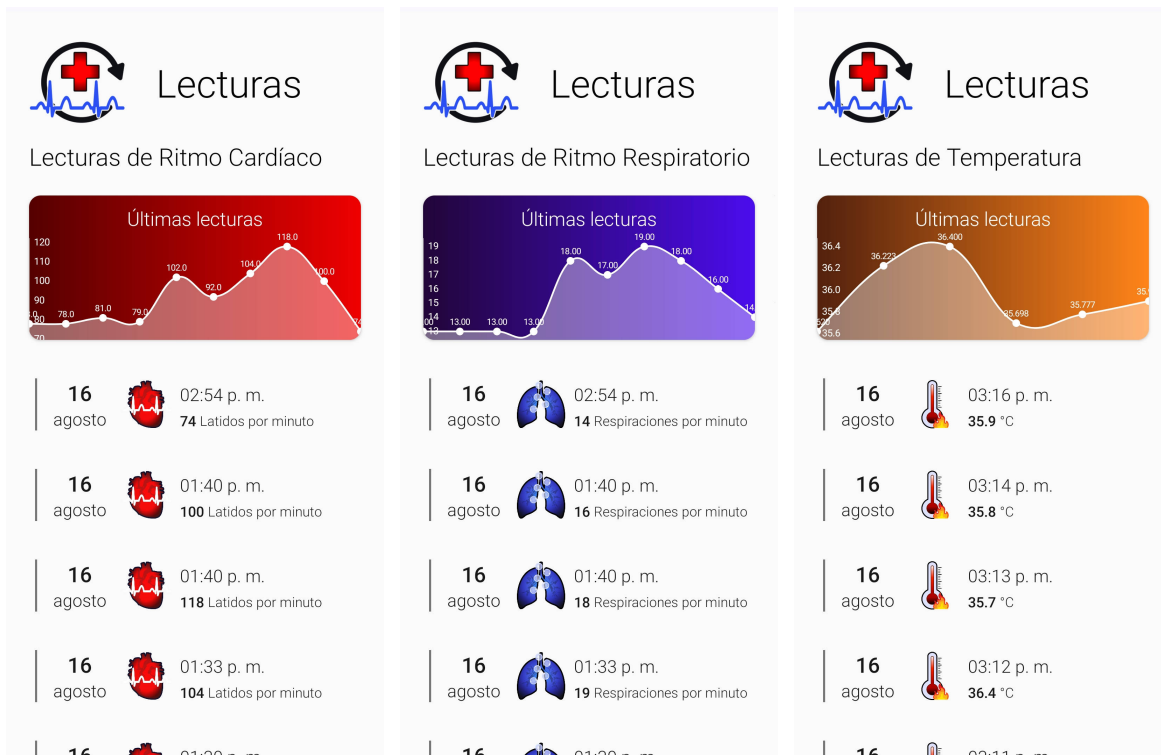 Lecturas
Lecturas de Ritmo Cardíaco
Últimas lecturas
118.0
120
110
104.0
102.0
100.0
100
92.0
90
81.0
79.0
78.0
80
70
16 agosto
02:54 p. m.
74 Latidos por minuto
16 agosto
01:40 p. m.
100 Latidos por minuto
16 agosto
01:40 p. m.
118 Latidos por minuto
16 agosto
01:33 p. m.
104 Latidos por minuto
Lecturas
Lecturas de Ritmo Respiratorio
Últimas lecturas
19.00
19
18.00
18.00
18
17.00
17
16.00
16
15
14
13.00
13.00
13.00
13
16 agosto
02:54 p. m.
14 Respiraciones por minuto
16 agosto
01:40 p. m.
16 Respiraciones por minuto
16 agosto
01:40 p. m.
18 Respiraciones por minuto
16 agosto
01:33 p. m.
19 Respiraciones por minuto
Lecturas
Lecturas de Temperatura
Últimas lecturas
36.400
36.4
36.223
36.2
36.0
35.8
35.777
35.698
35.6
16 agosto
03:16 p. m.
35.9 °C
16 agosto
03:14 p. m.
35.8 °C
16 agosto
03:13 p. m.
35.7 °C
16 agosto
03:12 p. m.
36.4 °C